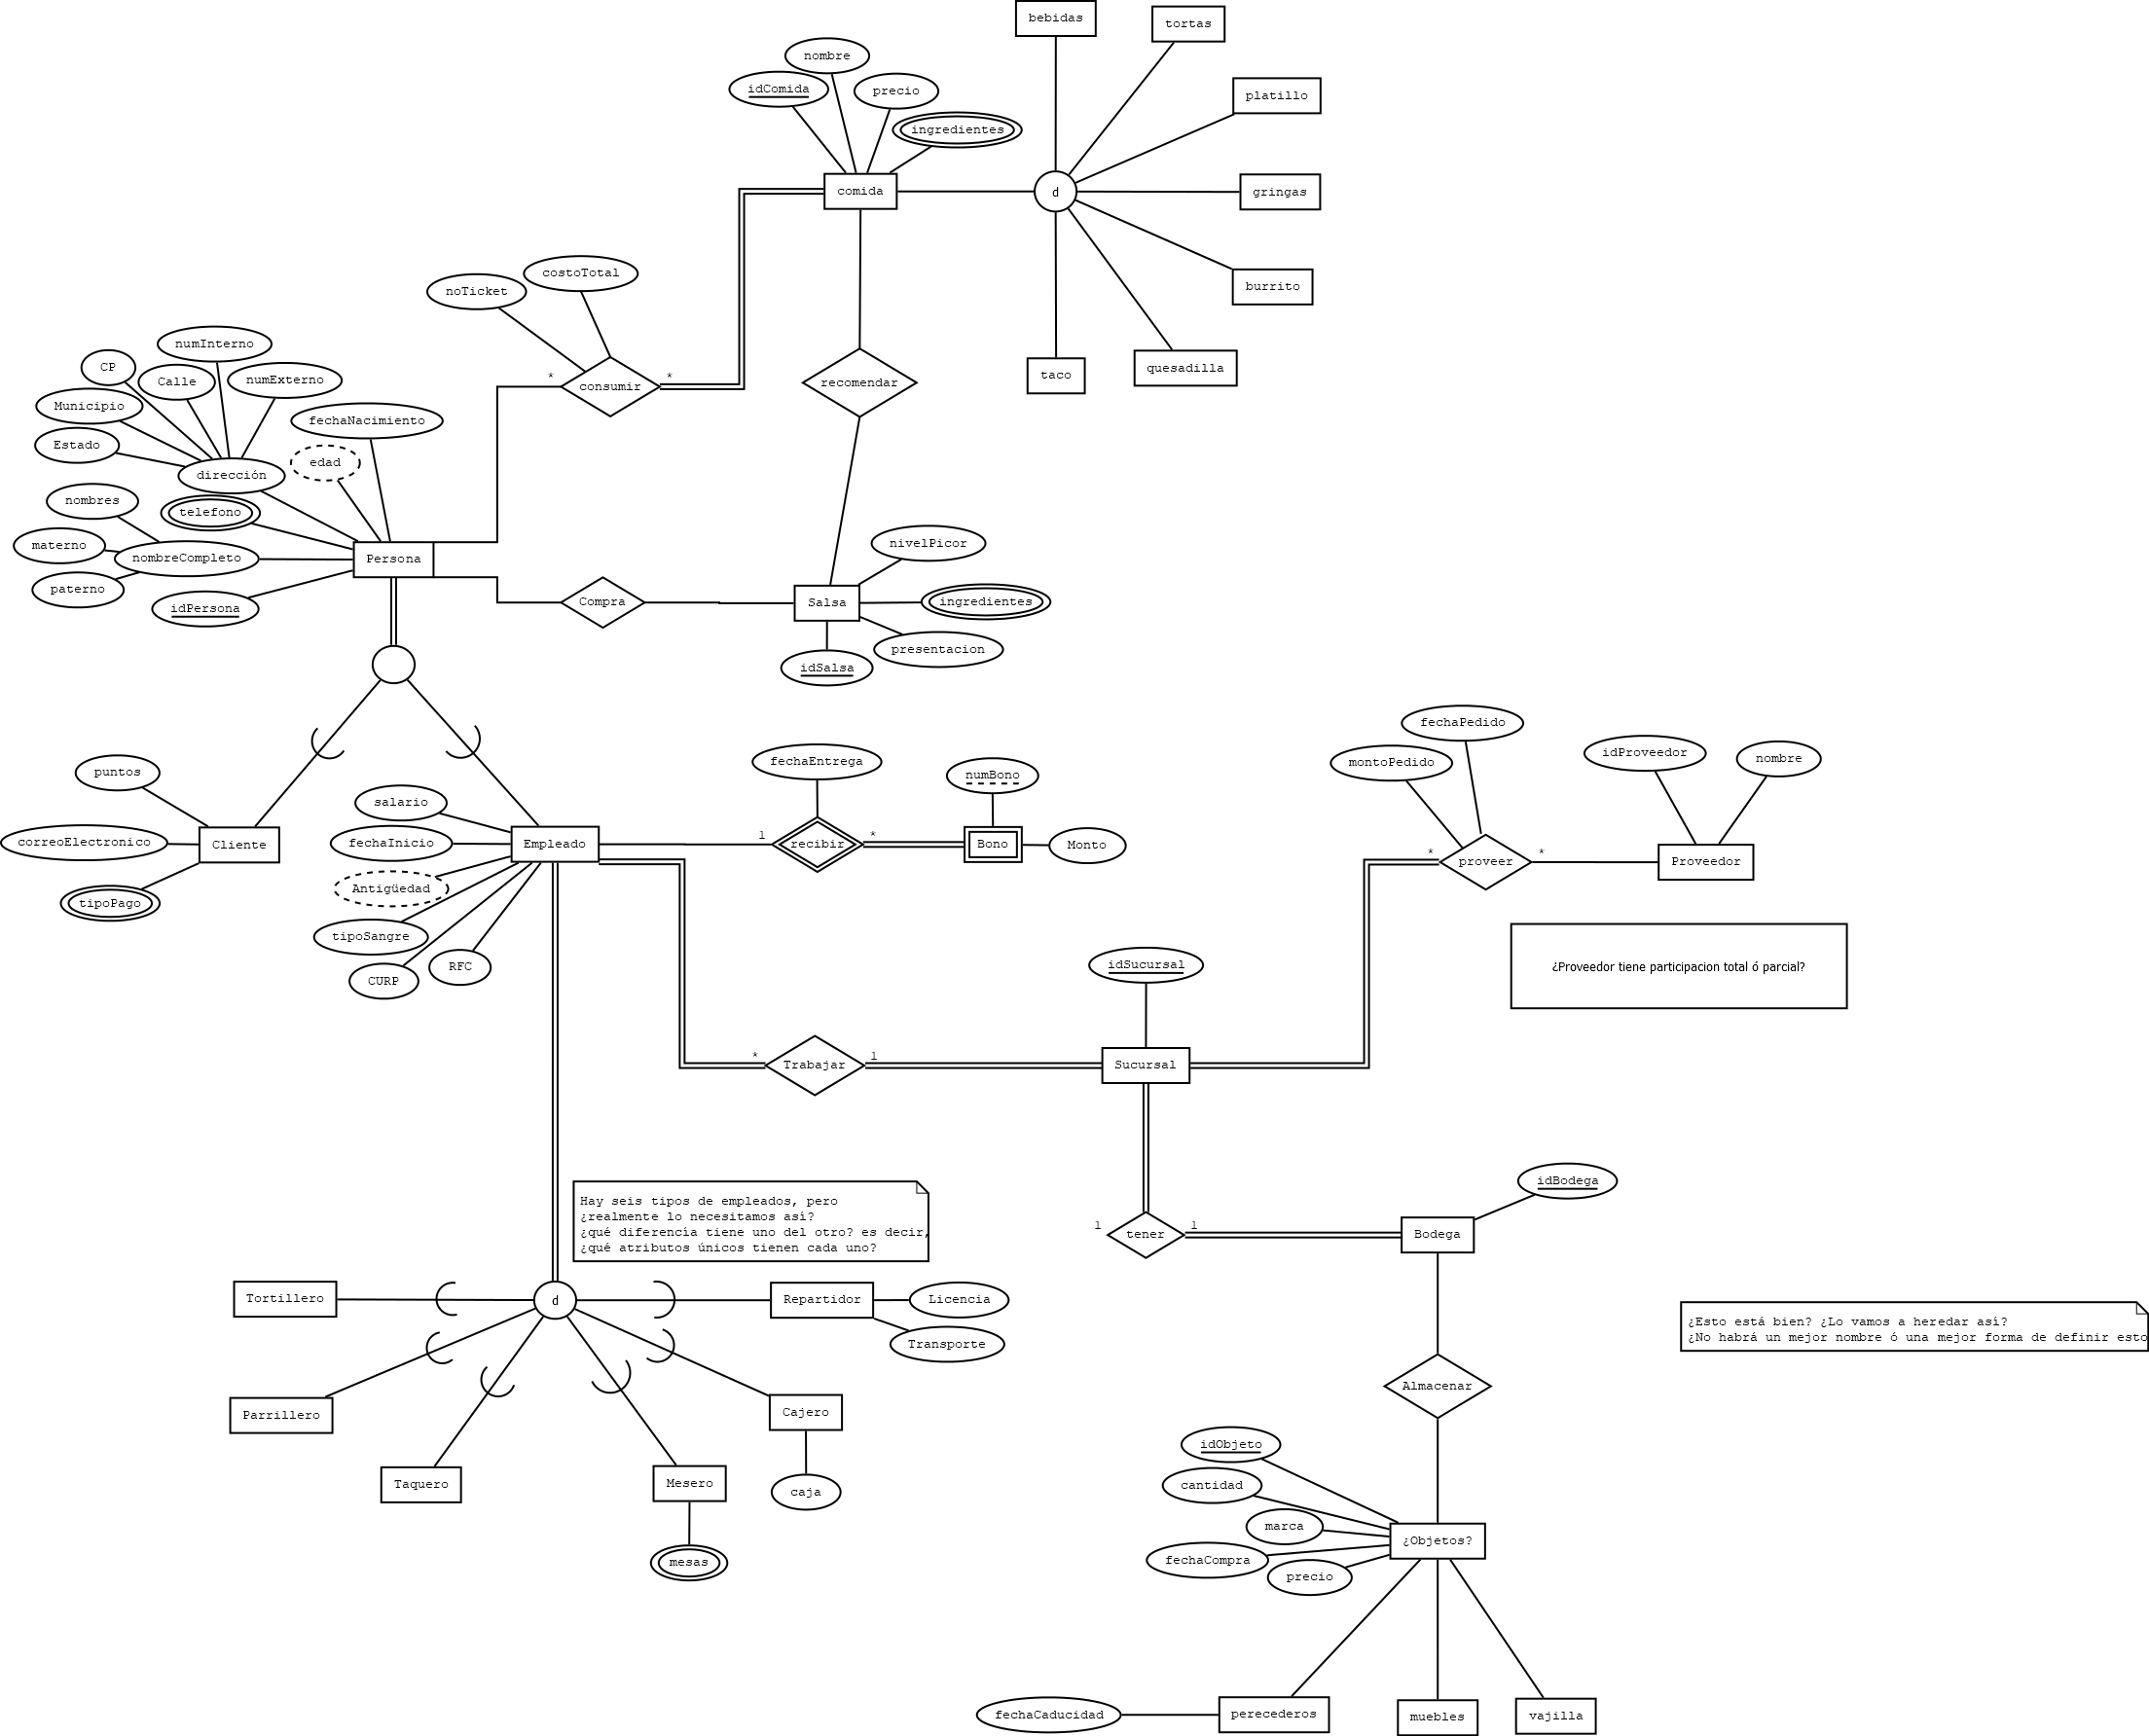 bebidas
tortas
nombre
idComida
precio
platillo
ingredientes
comida
d
gringas
costoTotal
noTicket
burrito
numInterno
CP
Calle
numExterno
*
*
consumir
recomendar
taco
quesadilla
Municipio
fechaNacimiento
Estado
edad
dirección
nombres
telefono
materno
nombreCompleto
Persona
nivelPicor
paterno
idPersona
Compra
Salsa
ingredientes
presentacion
idSalsa
fechaPedido
montoPedido
idProveedor
nombre
puntos
fechaEntrega
numBono
salario
correoElectronico
Cliente
fechaInicio
Empleado
1
recibir
*
Bono
Monto
*
proveer
*
Proveedor
Antigüedad
tipoPago
tipoSangre
CURP
RFC
idSucursal
¿Proveedor tiene participacion total ó parcial?
*
Trabajar
1
Sucursal
idBodega
Hay seis tipos de empleados, pero
¿realmente lo necesitamos así?
¿qué diferencía tiene uno del otro? es decir,
¿qué atributos únicos tienen cada uno?
1
tener
1
Bodega
Tortillero
d
Repartidor
Licencia
Transporte
¿Esto está bien? ¿Lo vamos a heredar así?
¿No habrá un mejor nombre ó una mejor forma de definir esto
Almacenar
Parrillero
Cajero
Taquero
Mesero
caja
mesas
idObjeto
cantidad
marca
¿Objetos?
fechaCompra
precio
fechaCaducidad
perecederos
muebles
vajilla